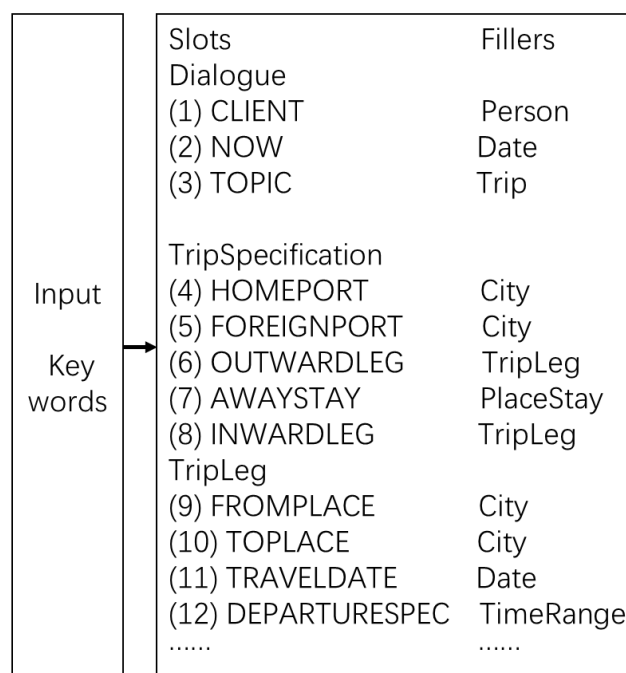 Input
Key
words
Slots Fillers
Dialogue
(1) CLIENT Person
(2) NOW Date
(3) TOPIC Trip
TripSpecification
(4) HOMEPORT City
(5) FOREIGNPORT City
(6) OUTWARDLEG TripLeg
(7) AWAYSTAY PlaceStay
(8) INWARDLEG TripLeg
TripLeg
(9) FROMPLACE City
(10) TOPLACE City
(11) TRAVELDATE Date
(12) DEPARTURESPEC TimeRange
...... ......